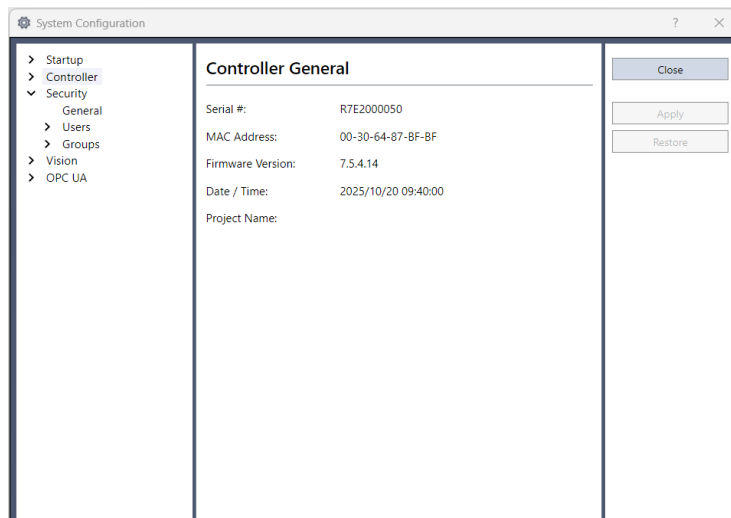 System Configuration
?
Startup
Controller
Security
General
Users
Groups
Vision
OPC UA
Controller General
Serial #: R7E2000050
MAC Address: 00-30-64-87-BF-BF
Firmware Version: 7.5.4.14
Date / Time: 2025/10/20 09:40:00
Project Name:
Close
Apply
Restore